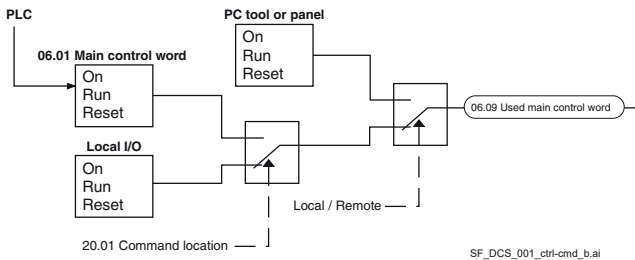 PLC
PC tool or panel
On
Run
Reset
06.01 Main control word
On
Run
Reset
06.09 Used main control word
Local I/O
On
Run
Reset
Local / Remote
20.01 Command location
SF_DCS_001_ctrl-cmd_b.ai